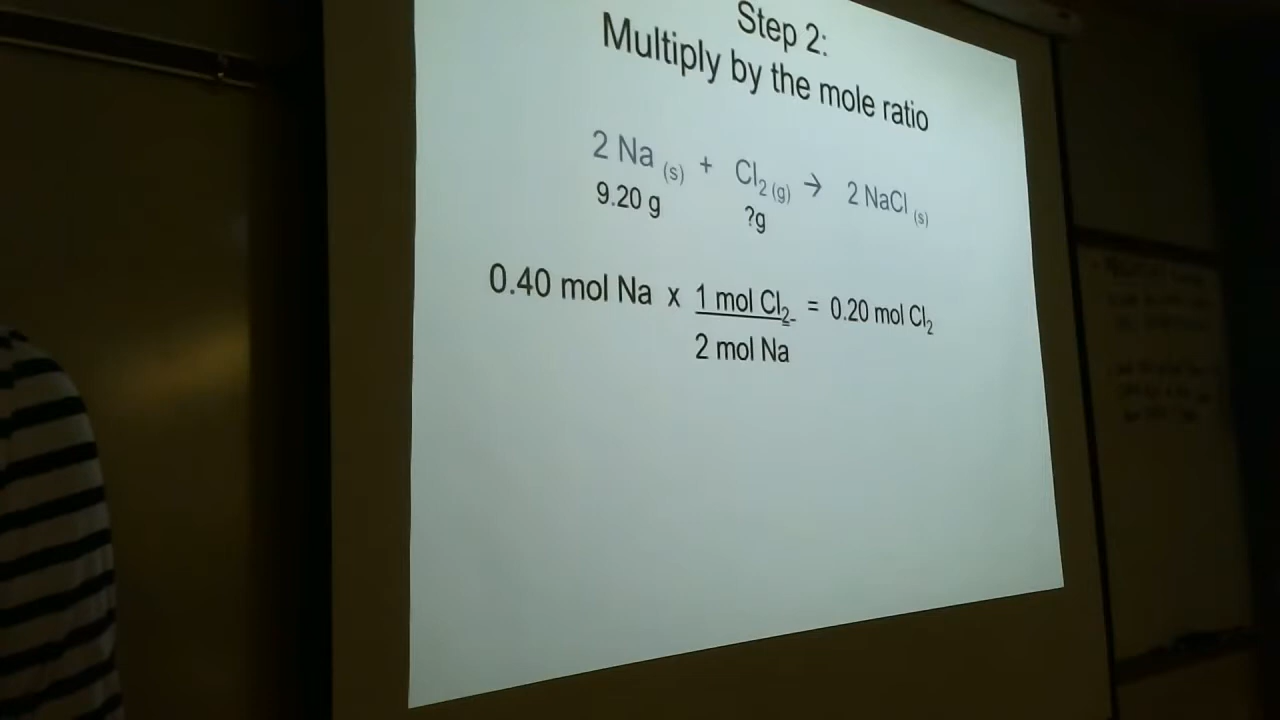 Step 2:
Multiply by the mole ratio
2 Na (s) + Cl2 (g) → 2 NaCl (s)
9.20 g ?g
0.40 mol Na x 1 mol Cl2 = 0.20 mol Cl2
2 mol Na